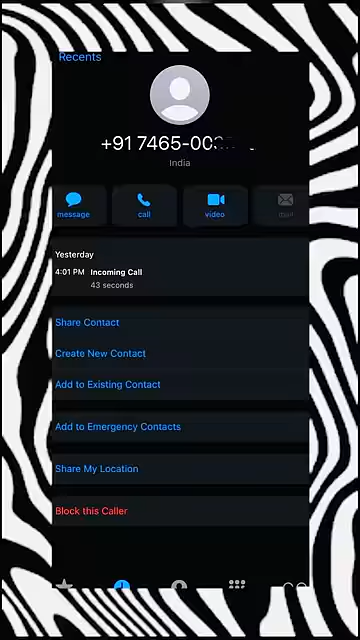 Recents
+91 7465-00
India
message
call
video
mail
Yesterday
4:01 PM Incoming Call
43 seconds
Share Contact
Create New Contact
Add to Existing Contact
Add to Emergency Contacts
Share My Location
Block this Caller